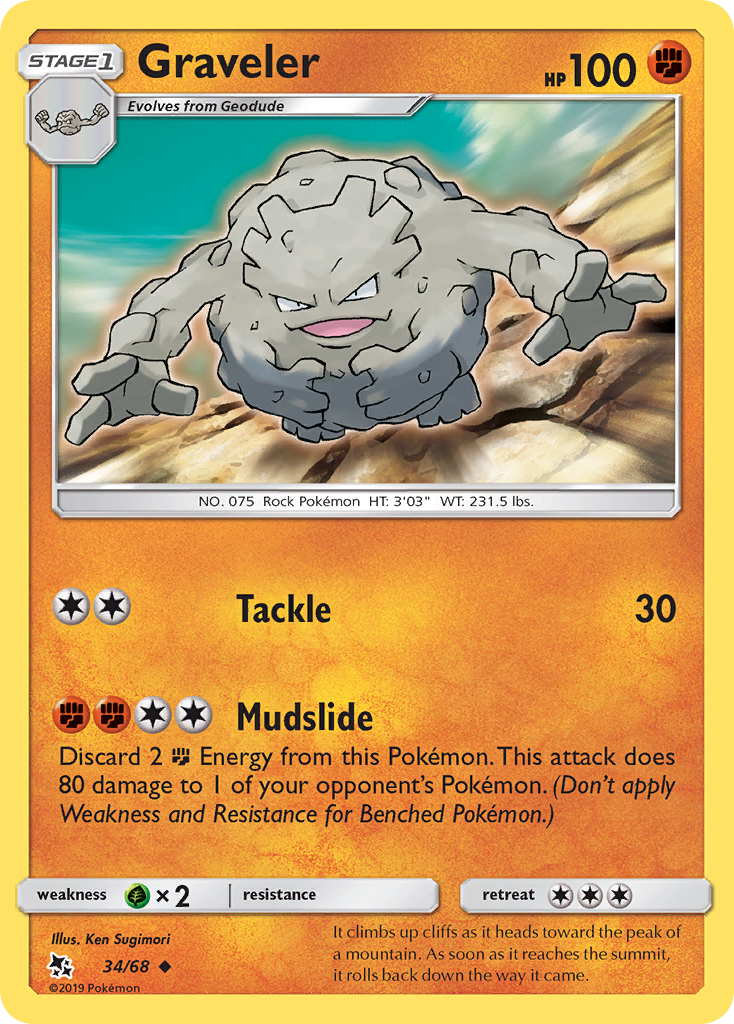 STAGE1
Graveler
HP 100
Evolves from Geodude
NO. 075 Rock Pokémon HT: 3'03" WT: 231.5 lbs.
Tackle 30
Mudslide
Discard 2 Energy from this Pokémon. This attack does
80 damage to 1 of your opponent's Pokémon. (Don't apply
Weakness and Resistance for Benched Pokémon.)
weakness ×2 resistance retreat
Illus. Ken Sugimori
34/68
©2019 Pokémon
It climbs up cliffs as it heads toward the peak of
a mountain. As soon as it reaches the summit,
it rolls back down the way it came.